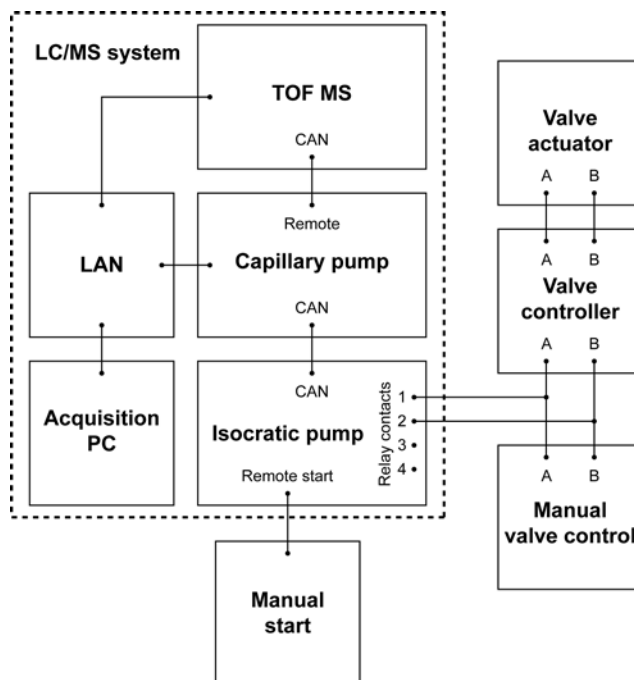 LC/MS system
TOF MS
CAN
Remote
Capillary pump
CAN
LAN
Acquisition
PC
CAN
Isocratic pump
Remote start
Relay contacts
1
2
3
4
Manual
start
Valve
actuator
A B
A B
Valve
controller
A B
A B
Manual
valve control